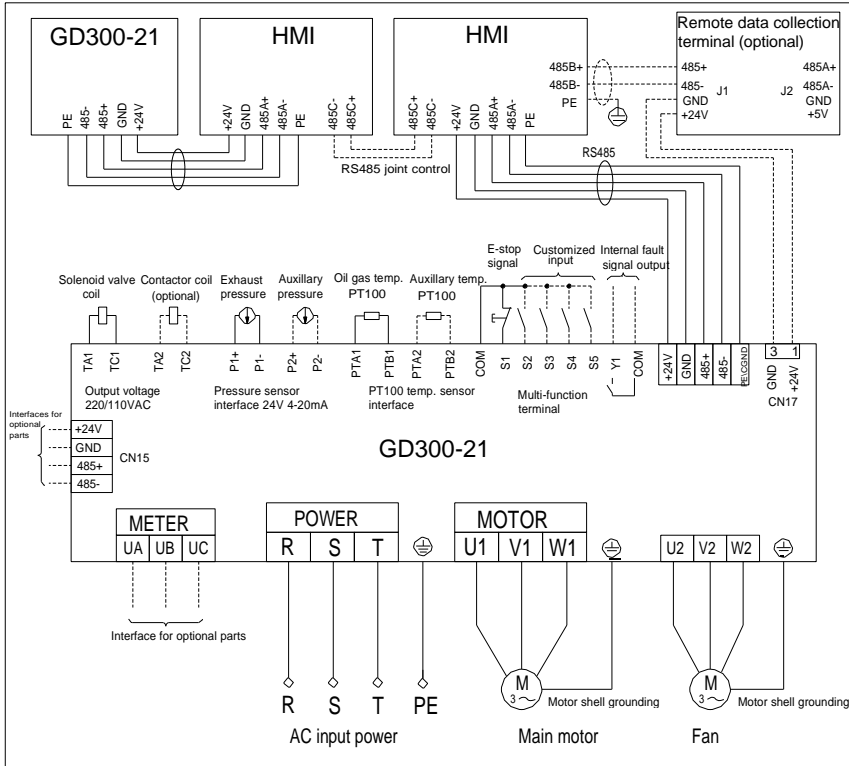 GD300-21
HMI
HMI
Remote data collection
terminal (optional)
485B+
485B-
PE
485+
485-
GND
+24V
J1
J2
485A+
485A-
GND
+5V
PE
485-
485+
GND
+24V
+24V
GND
485A+
485A-
PE
485C-
485C+
485C+
485C-
+24V
GND
485A+
485A-
PE
RS485 joint control
RS485
Solenoid valve
coil
Contactor coil
(optional)
Exhaust
pressure
Auxillary
pressure
Oil gas temp.
PT100
Auxillary temp.
PT100
E-stop
signal
Customized
input
Internal fault
signal output
TA1
TC1
TA2
TC2
P1+
P1-
P2+
P2-
PTA1
PTB1
PTA2
PTB2
COM
S1
S2
S3
S4
S5
Y1
COM
+24V
GND
485+
485-
PE\CGND
3
1
GND
+24V
CN17
Output voltage
220/110VAC
Pressure sensor
interface 24V 4-20mA
PT100 temp. sensor
interface
Multi-function
terminal
Interfaces for
optional
parts
+24V
GND
485+
485-
CN15
GD300-21
METER
UA
UB
UC
POWER
R
S
T
MOTOR
U1
V1
W1
U2
V2
W2
Interface for optional parts
M
3
Motor shell grounding
M
3
Motor shell grounding
R
S
T
PE
AC input power
Main motor
Fan